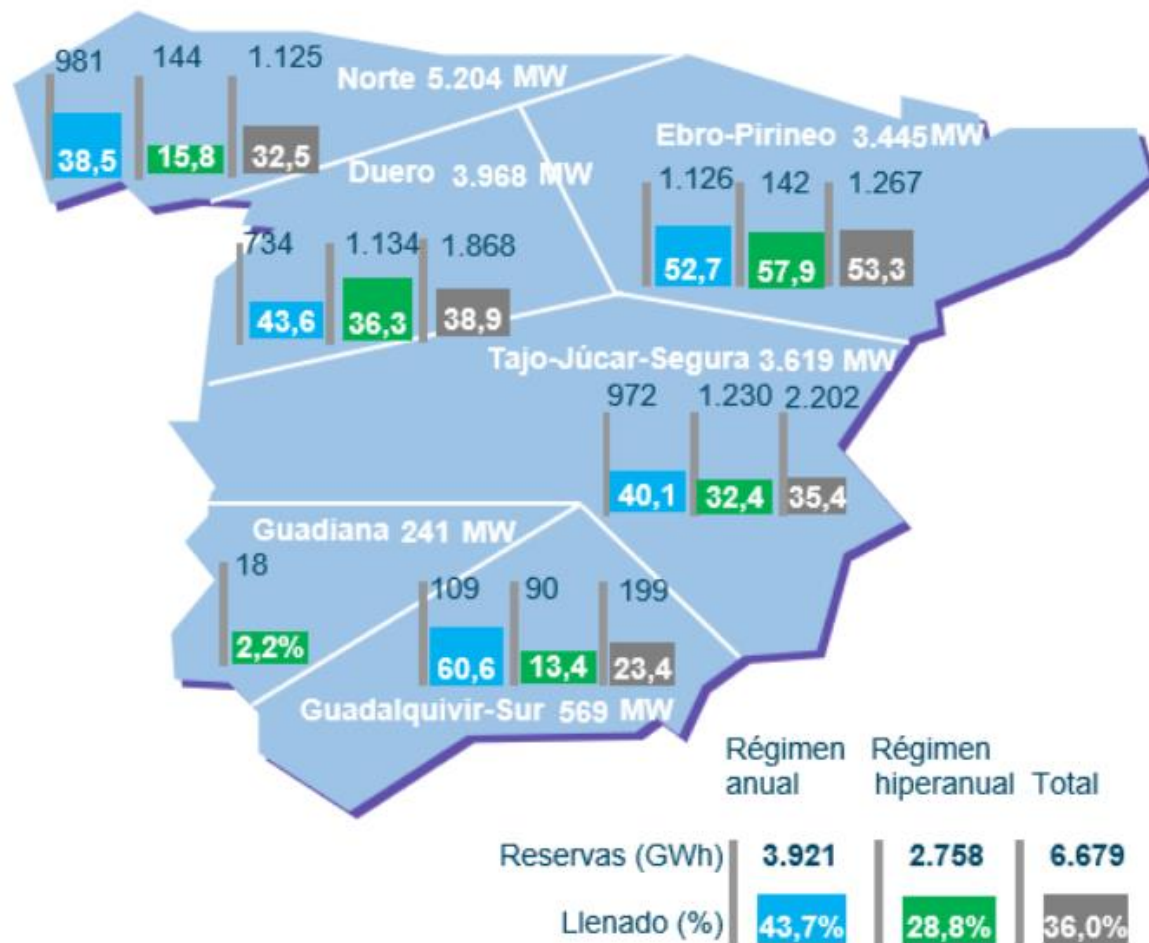 981 144 1.125
Norte 5.204 MW
38,5 15,8 32,5
Ebro-Pirineo 3.445MW
Duero 3.968 MW
1.126 142 1.267
52,7 57,9 53,3
734 1.134 1.868
43,6 36,3 38,9
Tajo-Júcar-Segura 3.619 MW
972 1.230 2.202
40,1 32,4 35,4
Guadiana 241 MW
18
2,2%
109 90 199
60,6 13,4 23,4
Guadalquivir-Sur 569 MW
Régimen anual
Régimen hiperanual
Total
Reservas (GWh) 3.921 2.758 6.679
Llenado (%) 43,7% 28,8% 36,0%